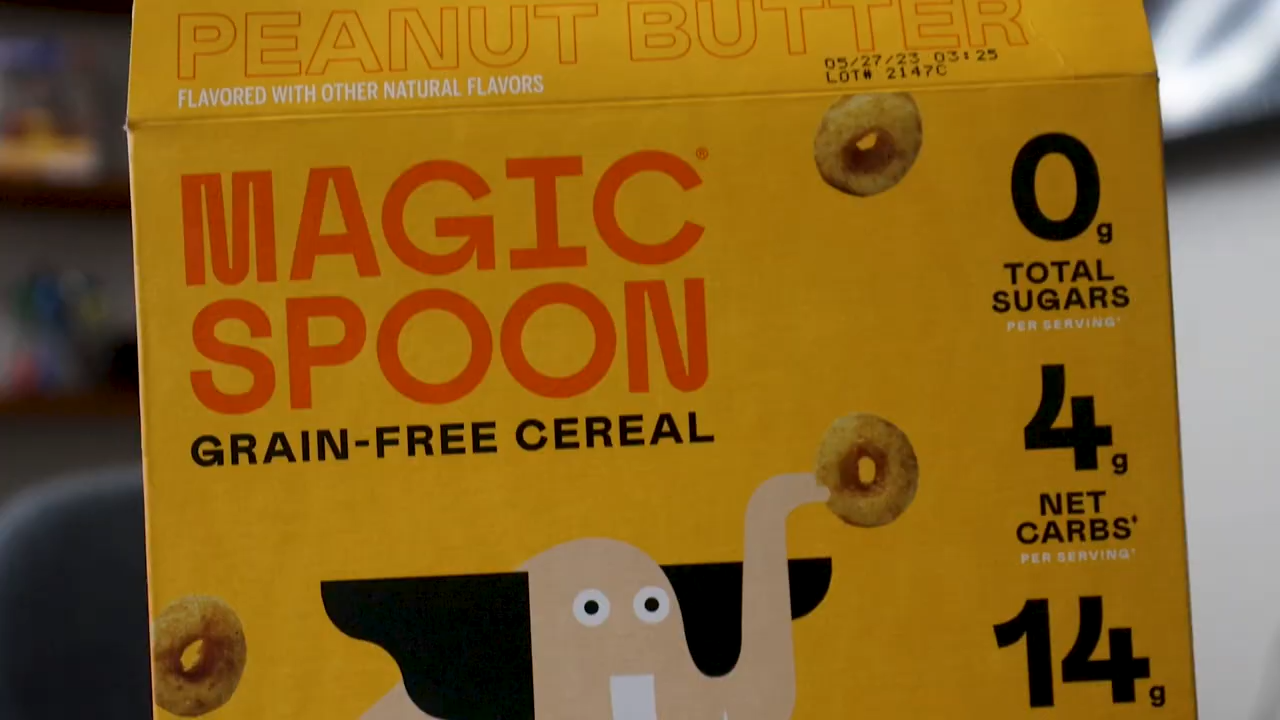 PEANUT BUTTER
FLAVORED WITH OTHER NATURAL FLAVORS
05/27/23 03:25
LOT# 2147C
MAGIC®
SPOON
GRAIN-FREE CEREAL
0g
TOTAL
SUGARS
PER SERVING*
4g
NET
CARBS†
PER SERVING*
14g